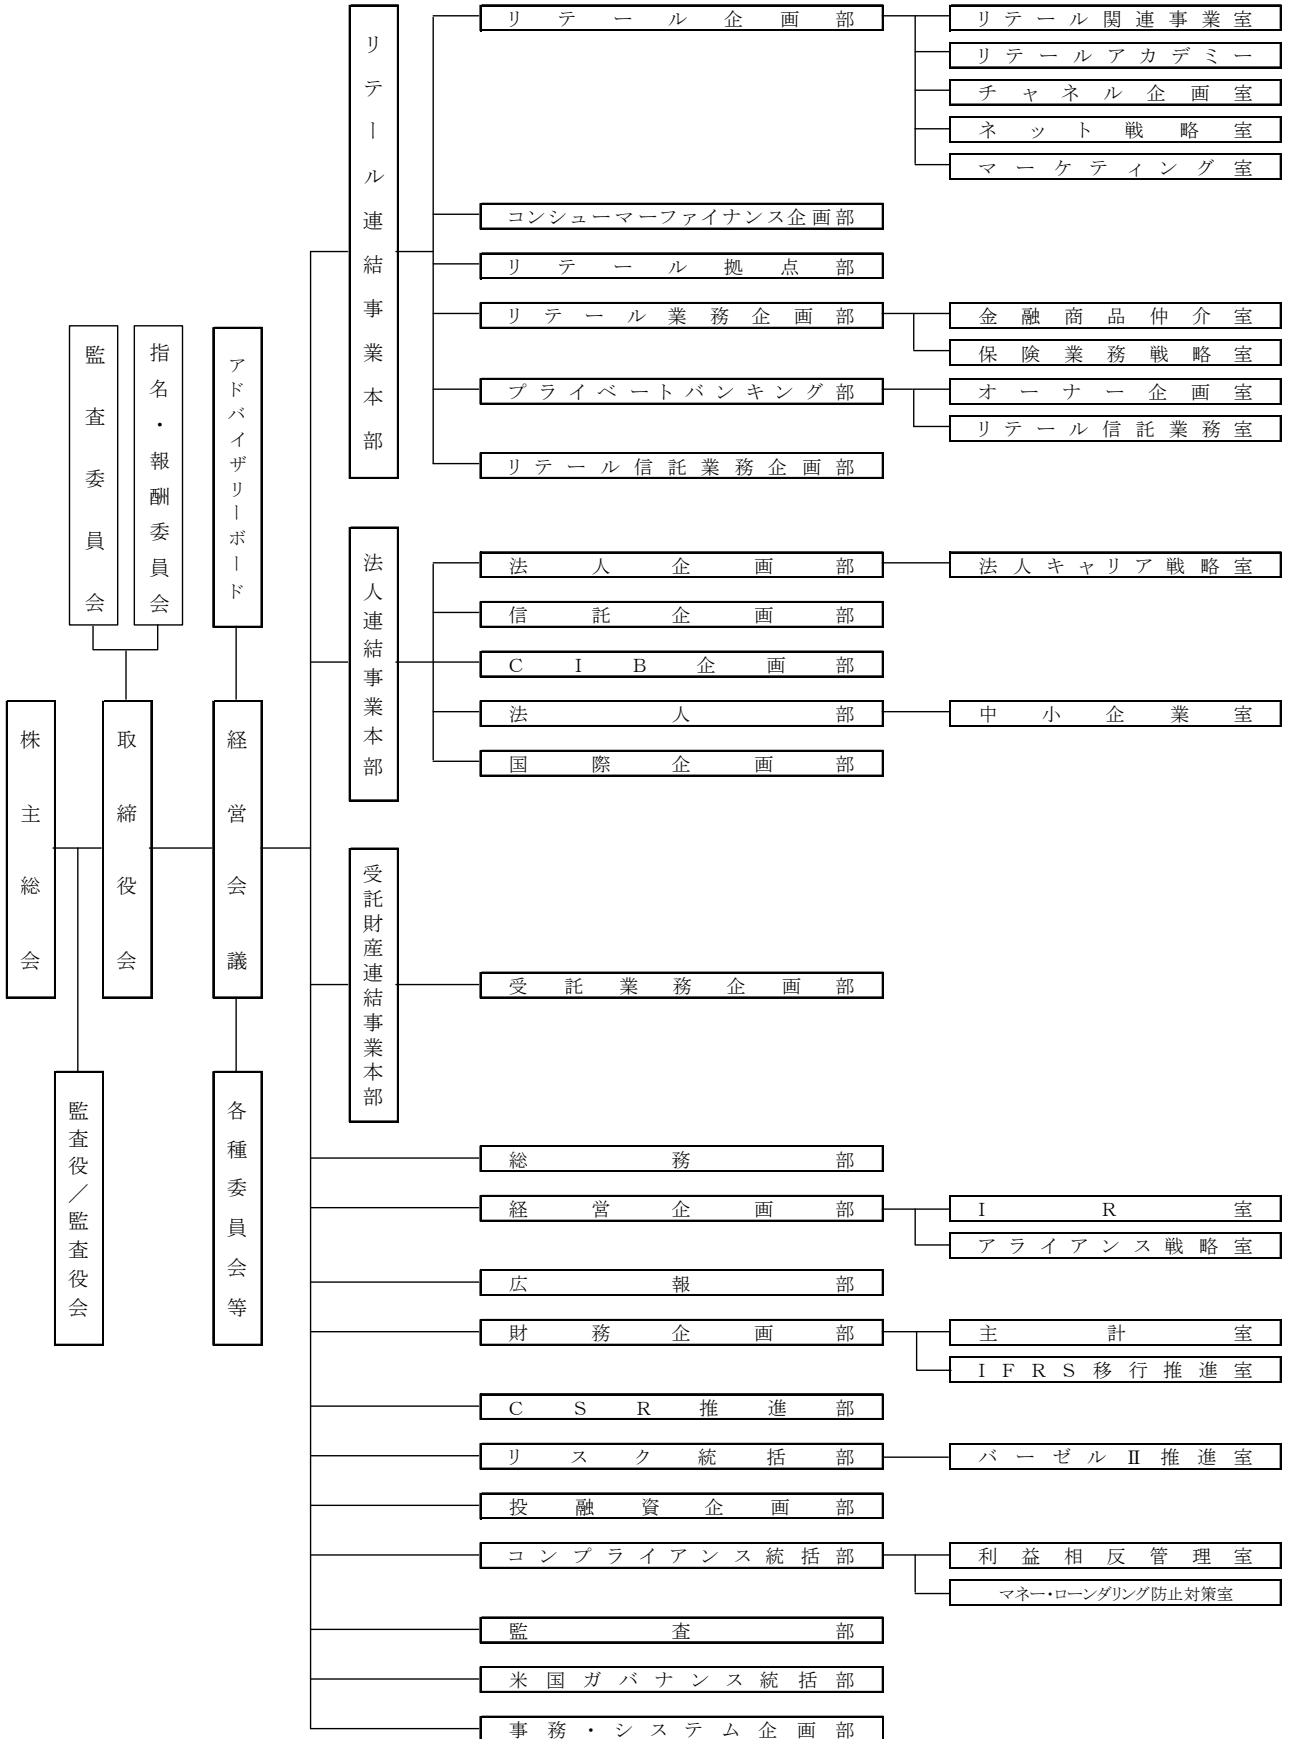 株主総会
監査役／監査役会
取締役会
監査委員会
指名・報酬委員会
経営会議
アドバイザリーボード
各種委員会等
リテール連結事業本部
リテール企画部
リテール関連事業室
リテールアカデミー
チャネル企画室
ネット戦略室
マーケティング室
コンシューマーファイナンス企画部
リテール拠点部
リテール業務企画部
金融商品仲介室
保険業務戦略室
プライベートバンキング部
オーナー企画室
リテール信託業務室
リテール信託業務企画部
法人連結事業本部
法人企画部
法人キャリア戦略室
信託企画部
CIB企画部
法人部
中小企業室
国際企画部
受託財産連結事業本部
受託業務企画部
総務部
経営企画部
IR室
アライアンス戦略室
広報部
財務企画部
主計室
IFRS移行推進室
CSR推進部
リスク統括部
バーゼルⅡ推進室
投融資企画部
コンプライアンス統括部
利益相反管理室
マネー・ローンダリング防止対策室
監査部
米国ガバナンス統括部
事務・システム企画部